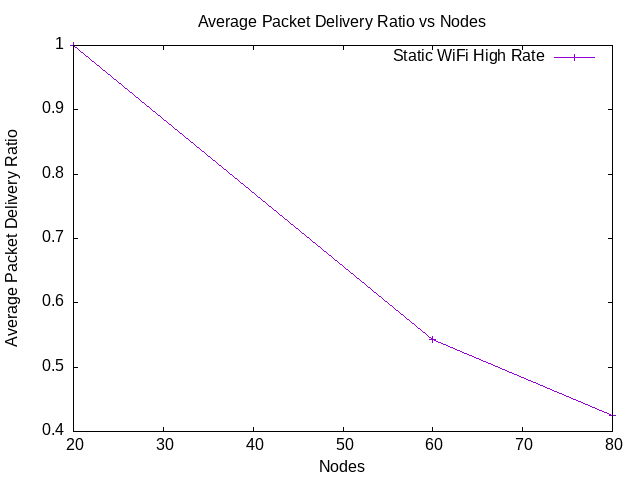 Average Packet Delivery Ratio vs Nodes
Static WiFi High Rate
Average Packet Delivery Ratio
1
0.9
0.8
0.7
0.6
0.5
0.4
20 30 40 50 60 70 80
Nodes